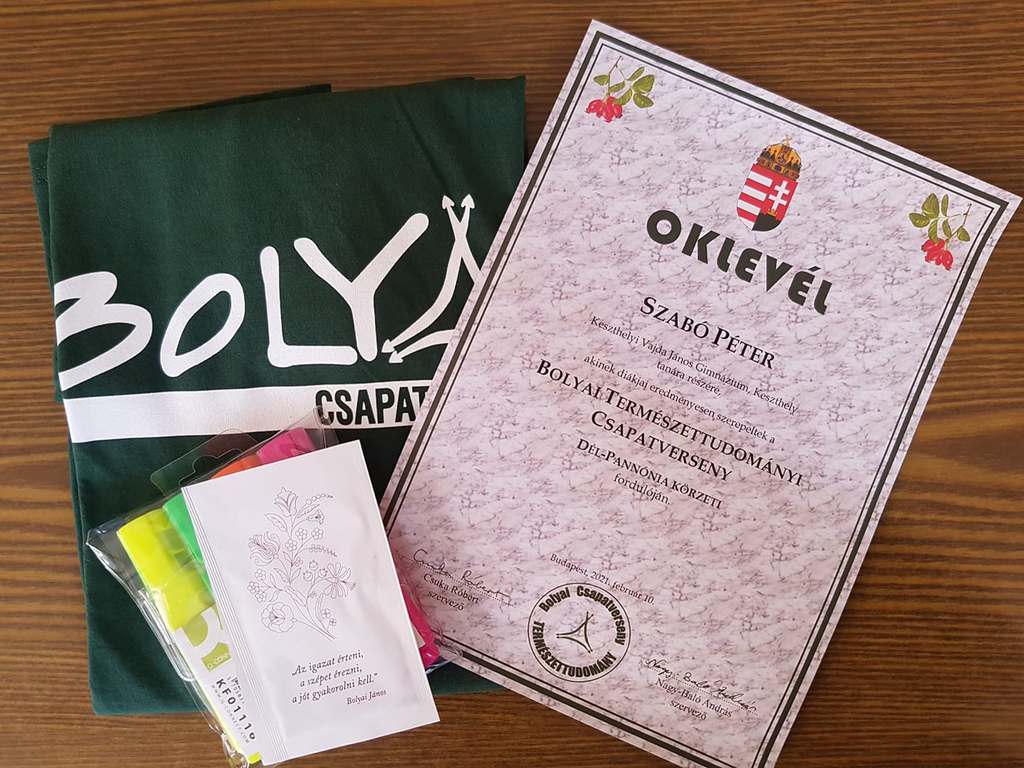 BOLYA
CSAPAT
OKLEVÉL
SZABÓ PÉTER
Keszthelyi Vajda János Gimnázium, Keszthely
tanára részére,
akinek diákjai eredményesen szerepeltek a
BOLYAI TERMÉSZETTUDOMÁNYI
CSAPATVERSENY
DÉL-PANNÓNIA KÖRZETI
fordulóján.
Budapest, 2021. február 10.
Csuka Róbert
szervező
Bolyai Csapatverseny
TERMÉSZETTUDOMÁNY
Nagy-Baló András
szervező
„Az igazat érteni,
a szépet érezni,
a jót gyakorolni kell."
Bolyai János
KF01119